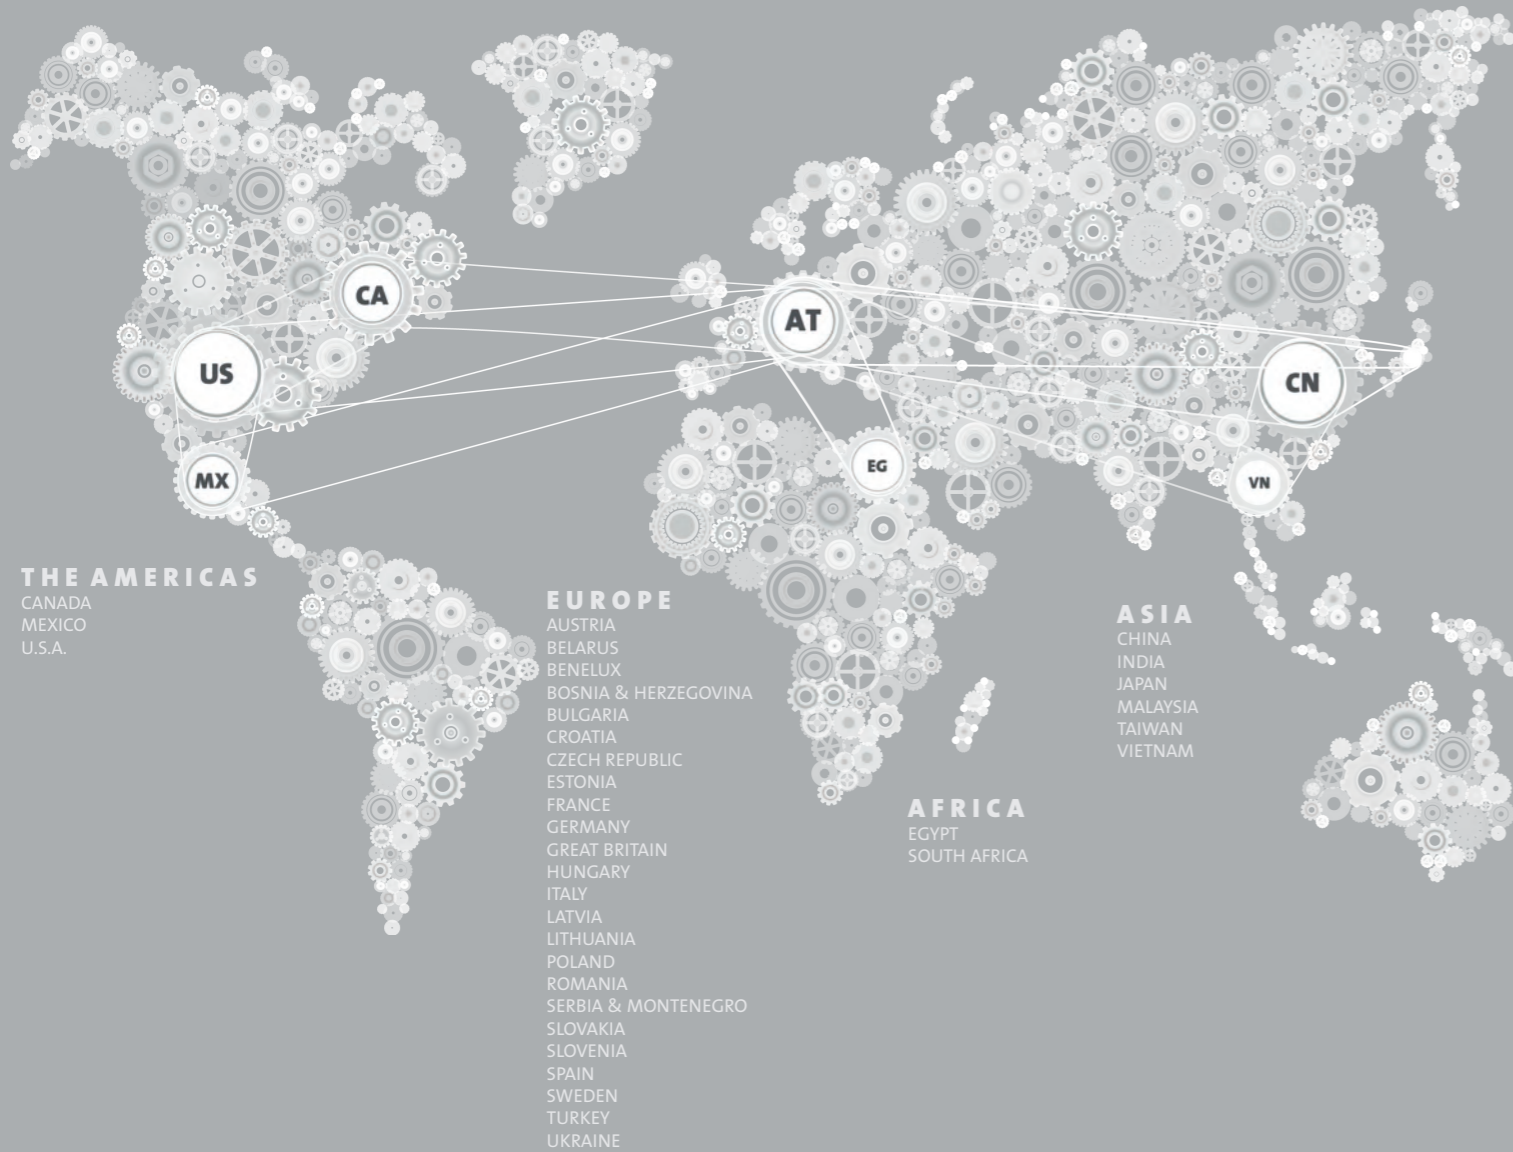 CA
AT
US
CN
MX
EG
VN
THE AMERICAS
CANADA
MEXICO
U.S.A.
EUROPE
AUSTRIA
BELARUS
BENELUX
BOSNIA & HERZEGOVINA
BULGARIA
CROATIA
CZECH REPUBLIC
ESTONIA
FRANCE
GERMANY
GREAT BRITAIN
HUNGARY
ITALY
LATVIA
LITHUANIA
POLAND
ROMANIA
SERBIA & MONTENEGRO
SLOVAKIA
SLOVENIA
SPAIN
SWEDEN
TURKEY
UKRAINE
AFRICA
EGYPT
SOUTH AFRICA
ASIA
CHINA
INDIA
JAPAN
MALAYSIA
TAIWAN
VIETNAM